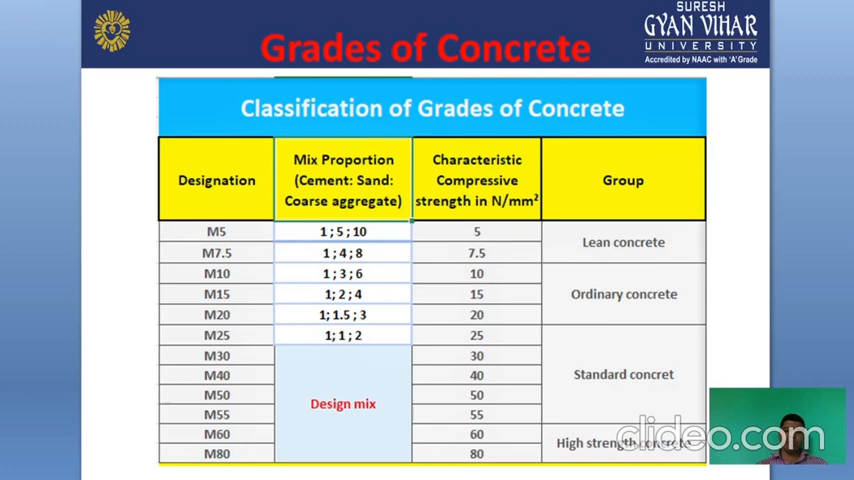 SURESH
GYAN VIHAR
UNIVERSITY
Accredited by NAAC with 'A' Grade
Grades of Concrete
Classification of Grades of Concrete
Designation
Mix Proportion
(Cement: Sand:
Coarse aggregate)
Characteristic
Compressive
strength in N/mm²
Group
M5 1 ; 5 ; 10 5
Lean concrete
M7.5 1 ; 4 ; 8 7.5
M10 1 ; 3 ; 6 10
M15 1; 2 ; 4 15 Ordinary concrete
M20 1; 1.5 ; 3 20
M25 1; 1 ; 2 25
M30 30
M40 40
Standard concret
M50 50
Design mix
M55 55
M60 60
High strength concrete
M80 80
clideo.com